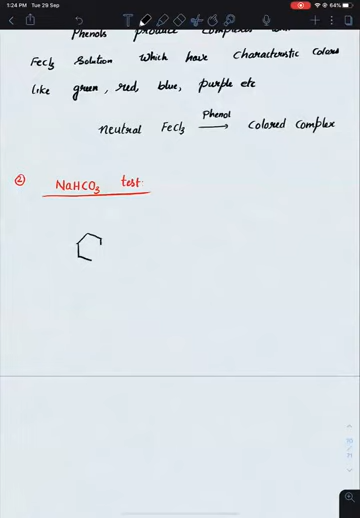 1:24 PM Tue 29 Sep
64%
Phenols produce complexes with
FeCl3 solution which have characteristic colors
like green, red, blue, purple etc
neutral FeCl3 Phenol → Colored Complex
② NaHCO3 test